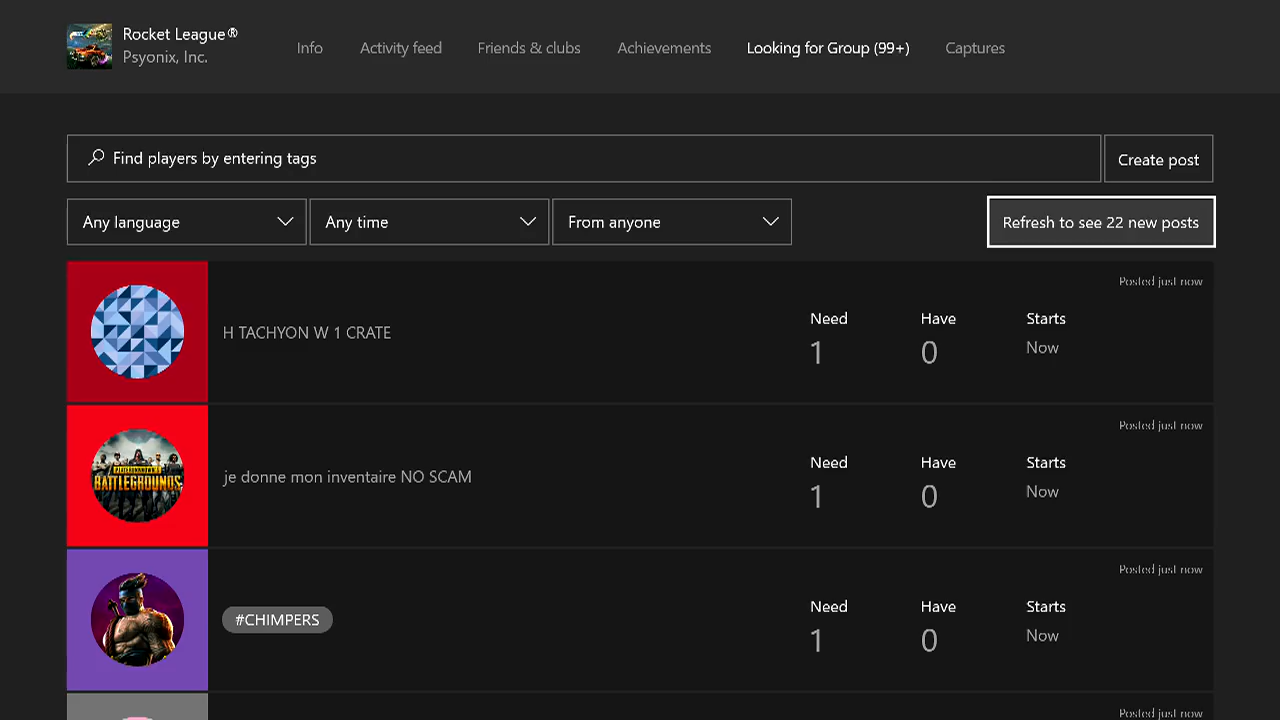 Rocket League®
Psyonix, Inc.
Info
Activity feed
Friends & clubs
Achievements
Looking for Group (99+)
Captures
Find players by entering tags
Create post
Any language
Any time
From anyone
Refresh to see 22 new posts
Posted just now
H TACHYON W 1 CRATE
Need
Have
Starts
1
0
Now
Posted just now
BATTLEGROUNDS
je donne mon inventaire NO SCAM
Need
Have
Starts
1
0
Now
Posted just now
#CHIMPERS
Need
Have
Starts
1
0
Now
Posted just now